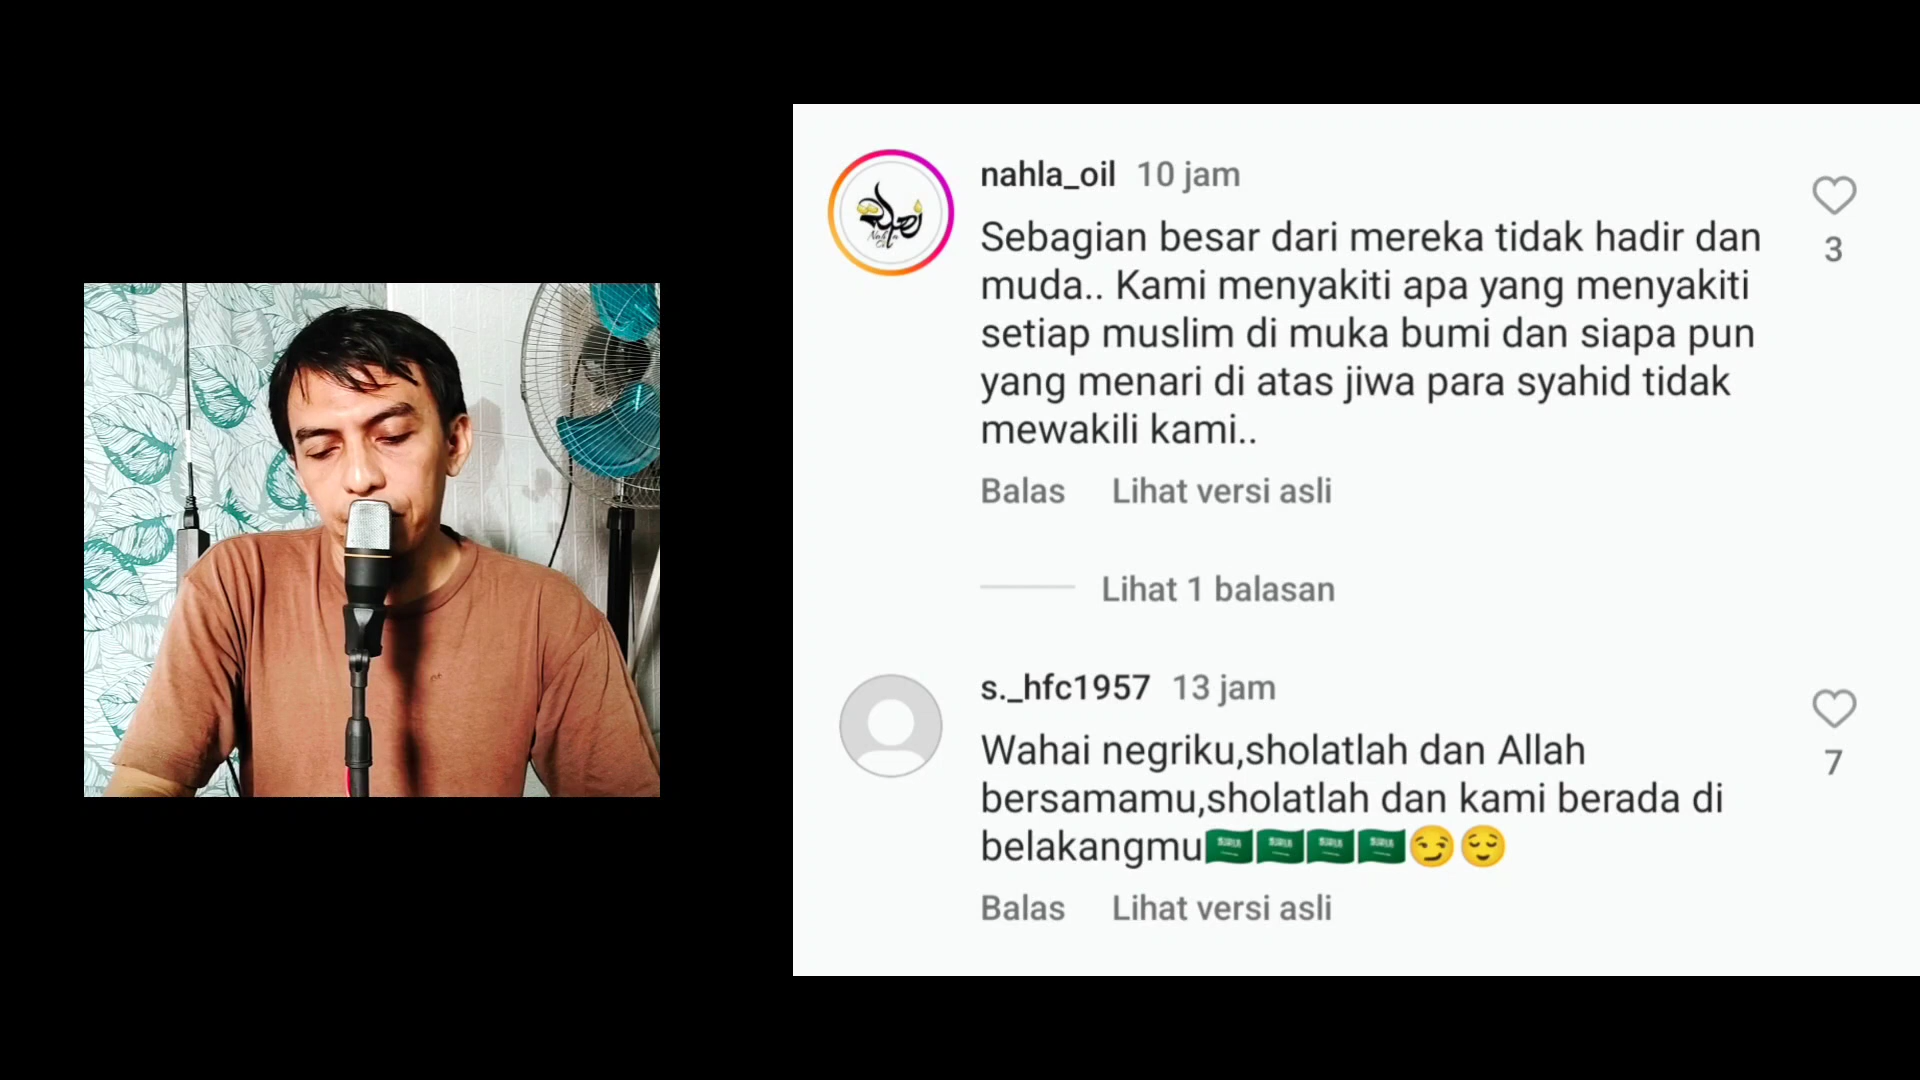 nahla_oil 10 jam
Sebagian besar dari mereka tidak hadir dan
muda.. Kami menyakiti apa yang menyakiti
setiap muslim di muka bumi dan siapa pun
yang menari di atas jiwa para syahid tidak
mewakili kami..
3
Balas Lihat versi asli
Lihat 1 balasan
s._hfc1957 13 jam
Wahai negriku,sholatlah dan Allah
bersamamu,sholatlah dan kami berada di
belakangmu🇸🇦🇸🇦🇸🇦🇸🇦😏😌
7
Balas Lihat versi asli